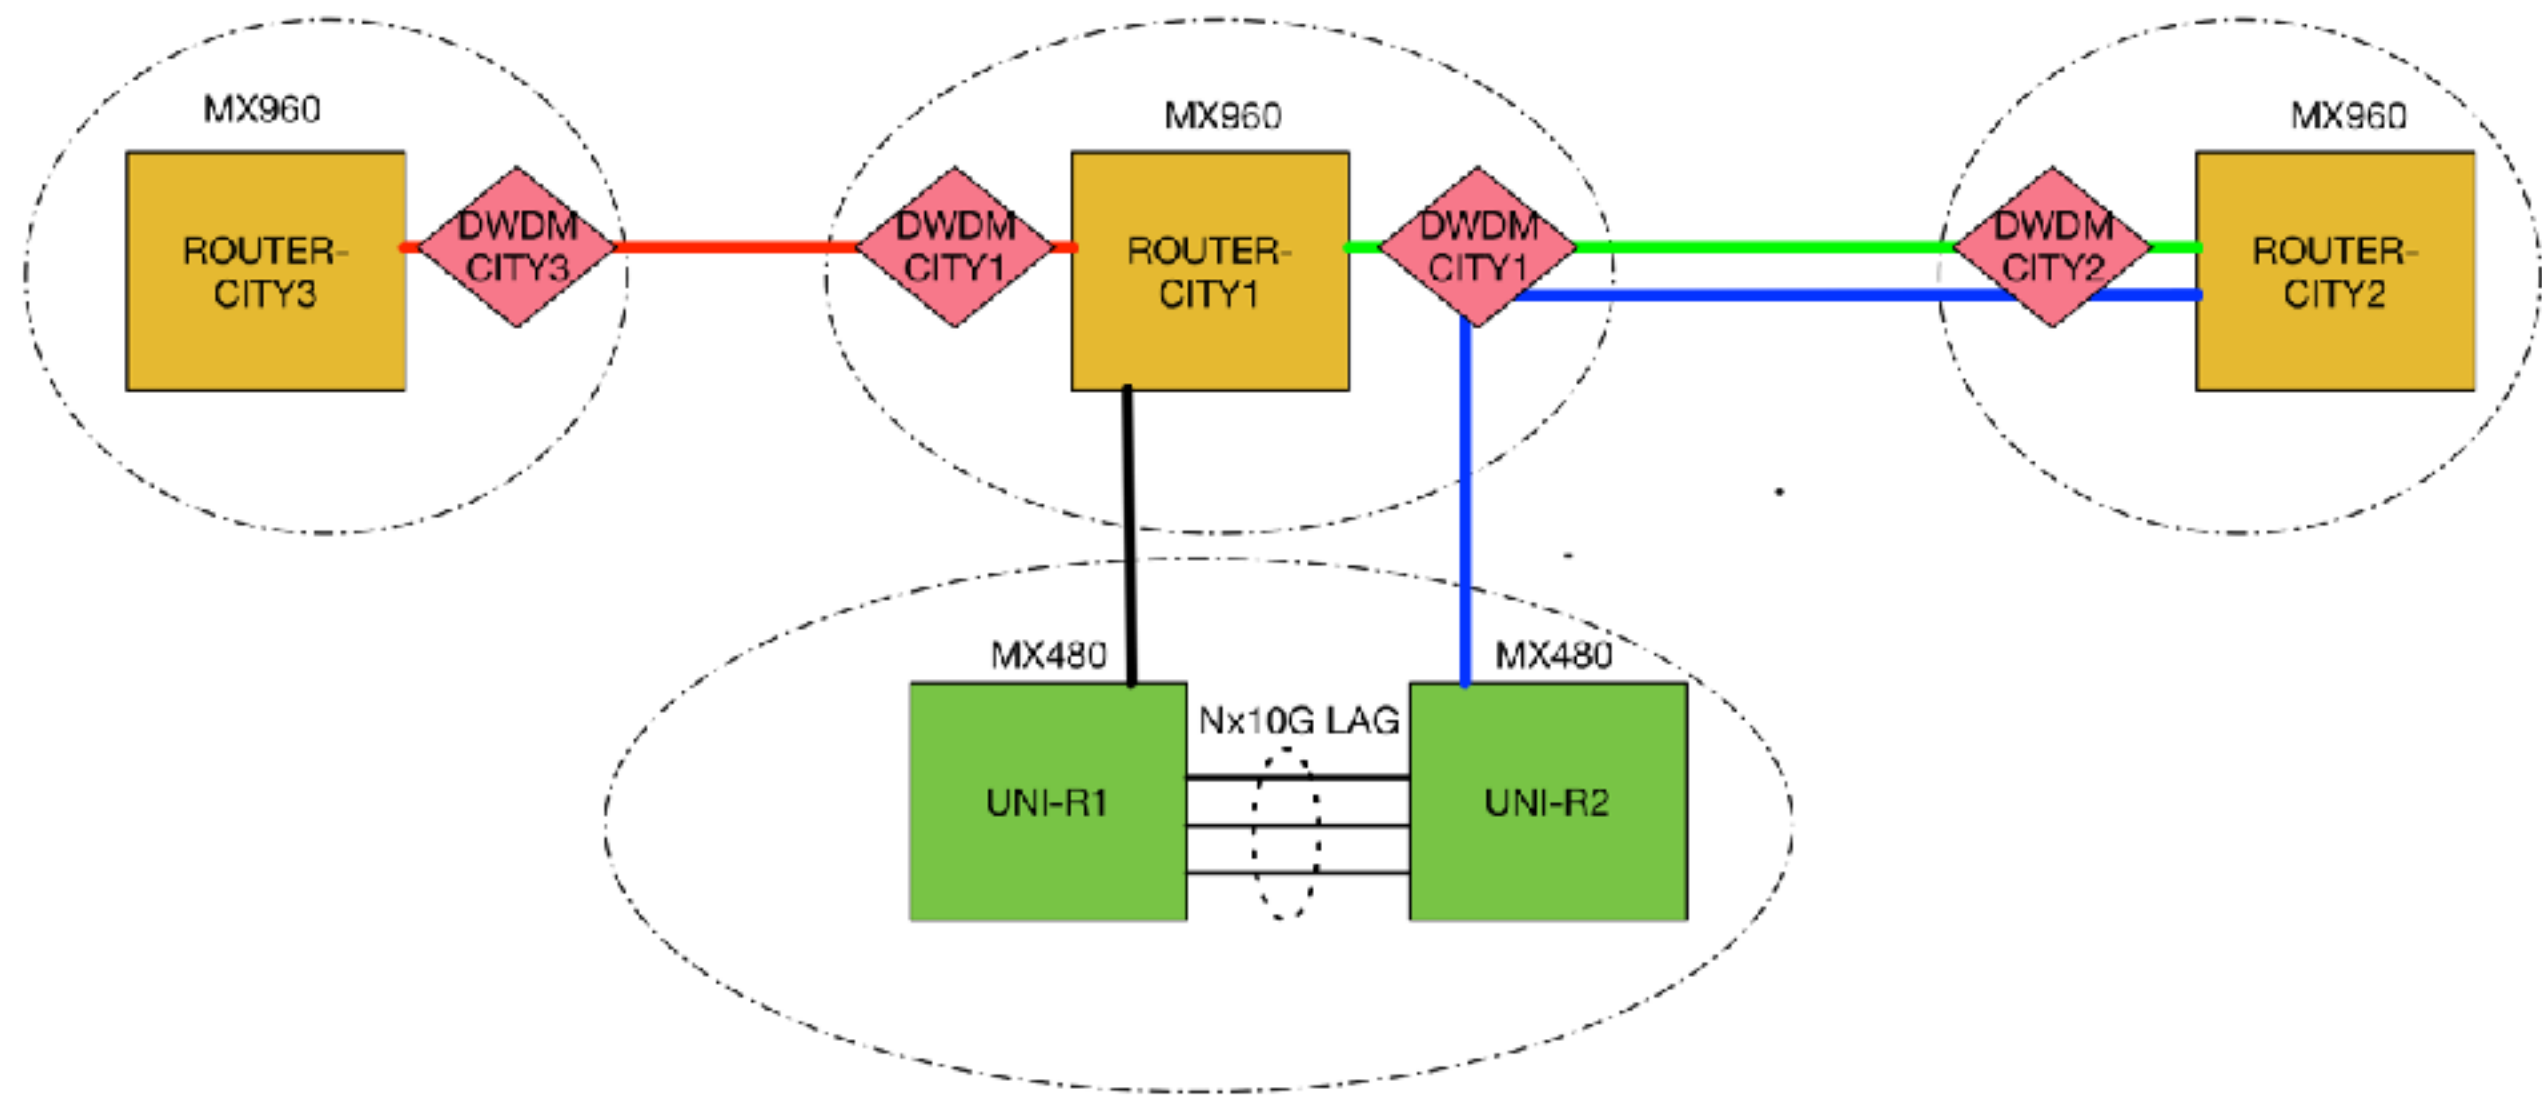 MX960
MX960
MX960
ROUTER-
CITY3
DWDM
CITY3
DWDM
CITY1
ROUTER-
CITY1
DWDM
CITY1
DWDM
CITY2
ROUTER-
CITY2
MX480
MX480
Nx10G LAG
UNI-R1
UNI-R2